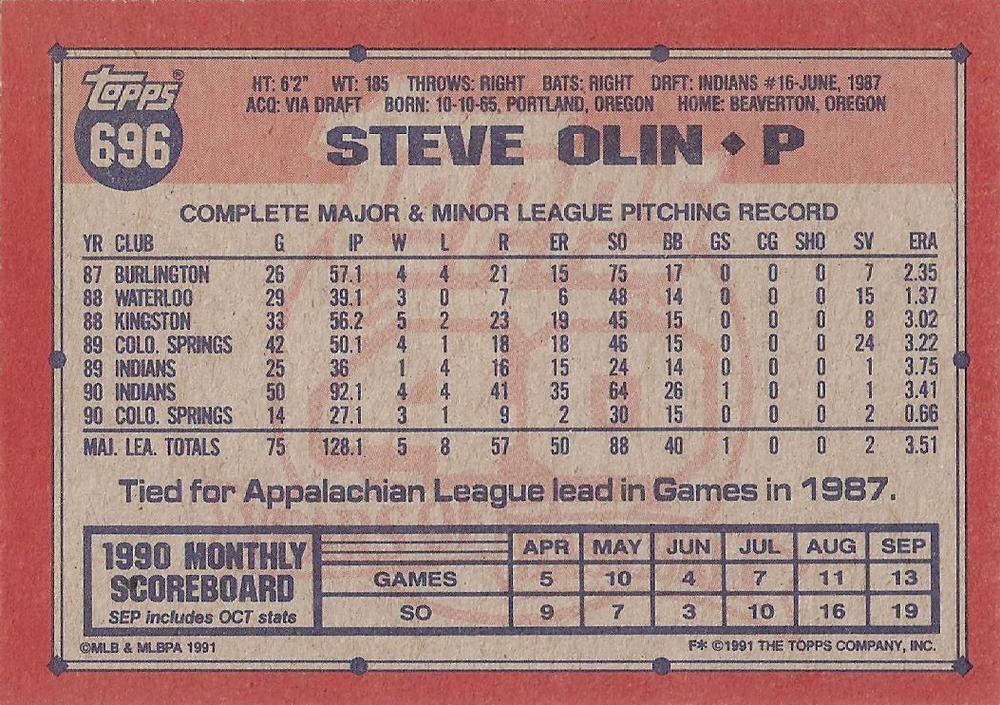 Topps®
696
HT: 6'2" WT: 185 THROWS: RIGHT BATS: RIGHT DRFT: INDIANS #16-JUNE, 1987
ACQ: VIA DRAFT BORN: 10-10-65, PORTLAND, OREGON HOME: BEAVERTON, OREGON
STEVE OLIN ◆ P
COMPLETE MAJOR & MINOR LEAGUE PITCHING RECORD
YR CLUB G IP W L R ER SO BB GS CG SHO SV ERA
87 BURLINGTON 26 57.1 4 4 21 15 75 17 0 0 0 7 2.35
88 WATERLOO 29 39.1 3 0 7 6 48 14 0 0 0 15 1.37
88 KINGSTON 33 56.2 5 2 23 19 45 15 0 0 0 8 3.02
89 COLO. SPRINGS 42 50.1 4 1 18 18 46 15 0 0 0 24 3.22
89 INDIANS 25 36 1 4 16 15 24 14 0 0 0 1 3.75
90 INDIANS 50 92.1 4 4 41 35 64 26 1 0 0 1 3.41
90 COLO. SPRINGS 14 27.1 3 1 9 2 30 15 0 0 0 2 0.66
MAJ. LEA. TOTALS 75 128.1 5 8 57 50 88 40 1 0 0 2 3.51
Tied for Appalachian League lead in Games in 1987.
1990 MONTHLY
SCOREBOARD
SEP includes OCT stats
APR MAY JUN JUL AUG SEP
GAMES 5 10 4 7 11 13
SO 9 7 3 10 16 19
©MLB & MLBPA 1991
F* ©1991 THE TOPPS COMPANY, INC.